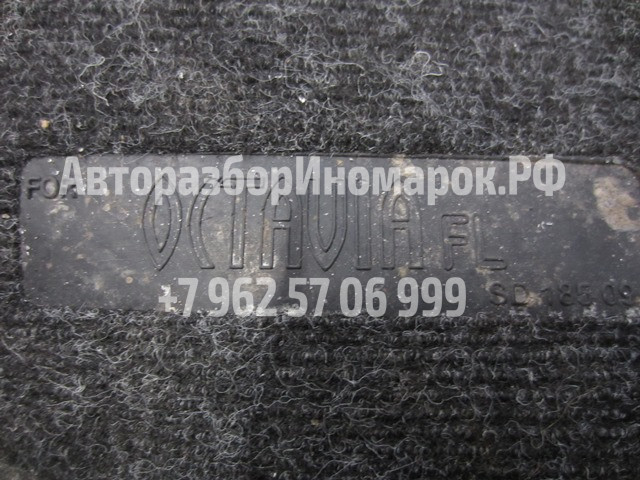 АвторазборИномарок.РФ
FOR
OCTAVIA FL
+7 962 57 06 999
SD 185 09